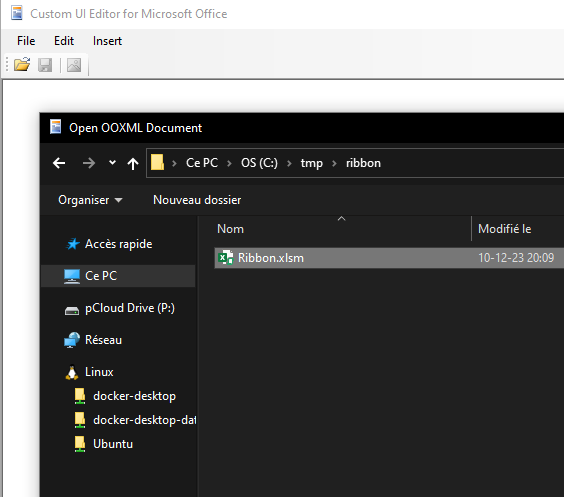 Custom UI Editor for Microsoft Office
File Edit Insert
Open OOXML Document
Ce PC > OS (C:) > tmp > ribbon
Organiser Nouveau dossier
Nom Modifié le
Accès rapide
Ribbon.xlsm 10-12-23 20:09
Ce PC
pCloud Drive (P:)
Réseau
Linux
docker-desktop
docker-desktop-dat
Ubuntu